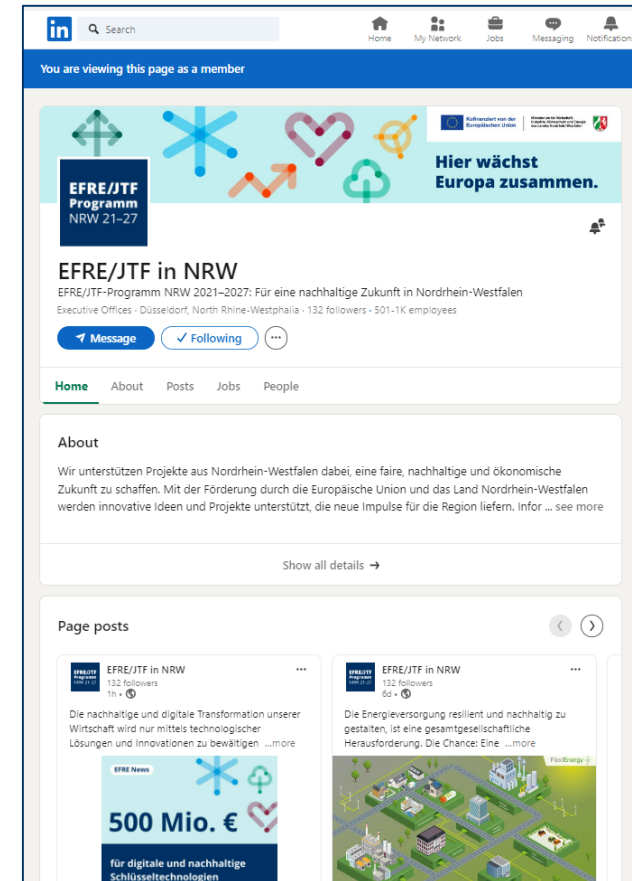 in
Search
Home
My Network
Jobs
Messaging
Notification
You are viewing this page as a member
Kofinanziert von der
Europäischen Union
Hier wächst
Europa zusammen.
EFRE/JTF
Programm
NRW 21–27
EFRE/JTF in NRW
EFRE/JTF-Programm NRW 2021–2027: Für eine nachhaltige Zukunft in Nordrhein-Westfalen
Executive Offices · Düsseldorf, North Rhine-Westphalia · 132 followers · 501-1K employees
Message
Following
Home
About
Posts
Jobs
People
About
Wir unterstützen Projekte aus Nordrhein-Westfalen dabei, eine faire, nachhaltige und ökonomische
Zukunft zu schaffen. Mit der Förderung durch die Europäische Union und das Land Nordrhein-Westfalen
werden innovative Ideen und Projekte unterstützt, die neue Impulse für die Region liefern. Infor ... see more
Show all details →
Page posts
EFRE/JTF in NRW
132 followers
1h •
Die nachhaltige und digitale Transformation unserer
Wirtschaft wird nur mittels technologischer
Lösungen und Innovationen zu bewältigen ...more
EFRE News
500 Mio. €
für digitale und nachhaltige
Schlüsseltechnologien
EFRE/JTF in NRW
132 followers
6d •
Die Energieversorgung resilient und nachhaltig zu
gestalten, ist eine gesamtgesellschaftliche
Herausforderung. Die Chance: Eine ...more
FlexiEnergy